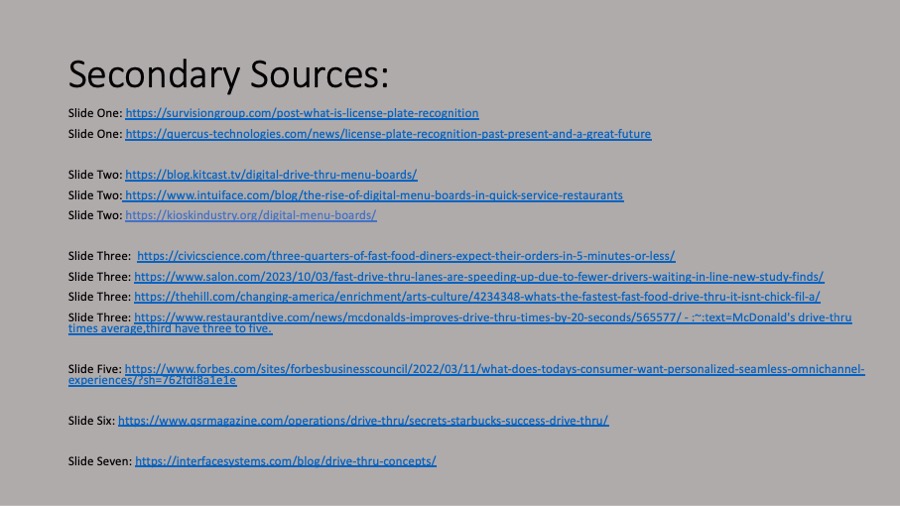 Secondary Sources:
Slide One: https://survisiongroup.com/post-what-is-license-plate-recognition
Slide One: https://quercus-technologies.com/news/license-plate-recognition-past-present-and-a-great-future
Slide Two: https://blog.kitcast.tv/digital-drive-thru-menu-boards/
Slide Two: https://www.intuiface.com/blog/the-rise-of-digital-menu-boards-in-quick-service-restaurants
Slide Two: https://kioskindustry.org/digital-menu-boards/
Slide Three:  https://civicscience.com/three-quarters-of-fast-food-diners-expect-their-orders-in-5-minutes-or-less/
Slide Three: https://www.salon.com/2023/10/03/fast-drive-thru-lanes-are-speeding-up-due-to-fewer-drivers-waiting-in-line-new-study-finds/
Slide Three: https://thehill.com/changing-america/enrichment/arts-culture/4234348-whats-the-fastest-fast-food-drive-thru-it-isnt-chick-fil-a/
Slide Three: https://www.restaurantdive.com/news/mcdonalds-improves-drive-thru-times-by-20-seconds/565577/ - :~:text=McDonald's drive-thru
times average,third have three to five.
Slide Five: https://www.forbes.com/sites/forbesbusinesscouncil/2022/03/11/what-does-todays-consumer-want-personalized-seamless-omnichannel-
experiences/?sh=762fdf8a1e1e
Slide Six: https://www.qsrmagazine.com/operations/drive-thru/secrets-starbucks-success-drive-thru/
Slide Seven: https://interfacesystems.com/blog/drive-thru-concepts/